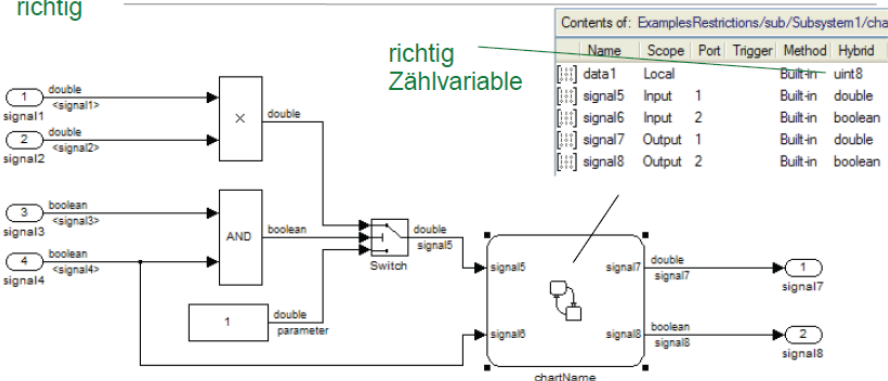 richtig
Contents of: ExamplesRestrictions/sub/Subsystem1/cha
richtig
Zählvariable
Name Scope Port Trigger Method Hybrid
data1 Local Built-in uint8
signal5 Input 1 Built-in double
signal6 Input 2 Built-in boolean
signal7 Output 1 Built-in double
signal8 Output 2 Built-in boolean
1
signal1
double
<signal1>
2
signal2
double
<signal2>
×
double
3
signal3
boolean
<signal3>
4
signal4
boolean
<signal4>
AND
boolean
Switch
double
signal5
1
double
parameter
signal5
signal6
signal7
signal8
chartName
double
signal7
1
signal7
boolean
signal8
2
signal8